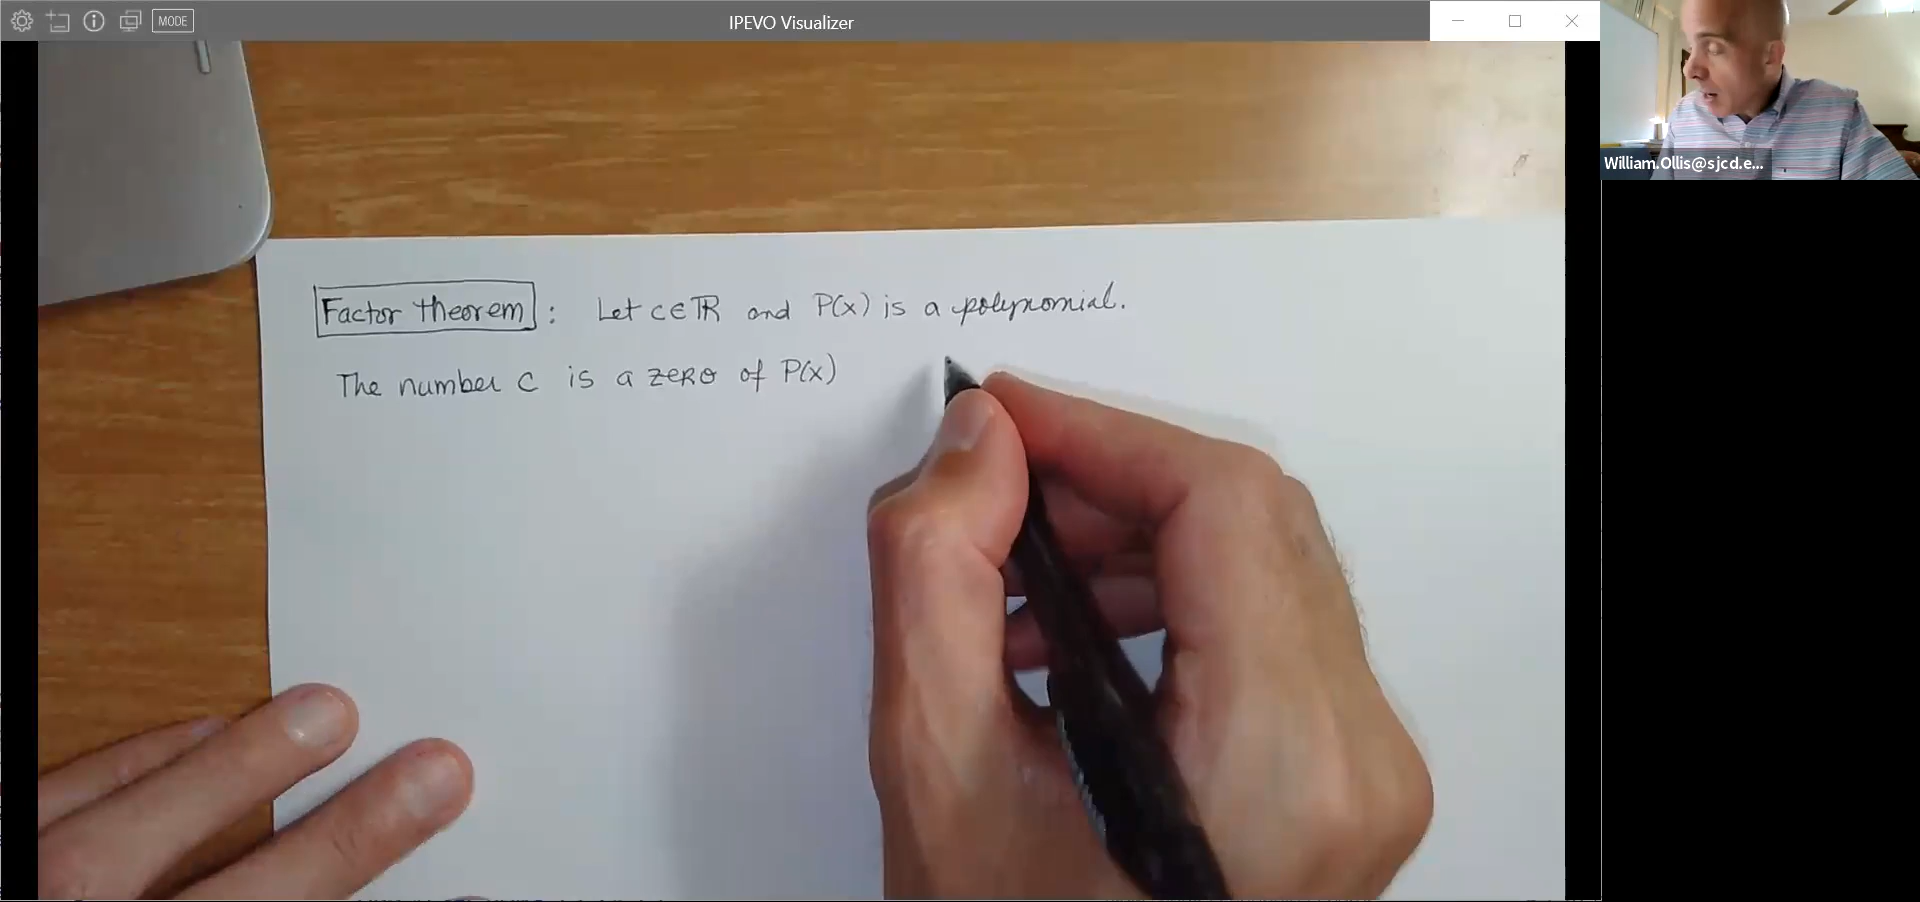 MODE
IPEVO Visualizer
William.Ollis@sjcd.e...
Factor Theorem : Let c∈ℝ and P(x) is a polynomial.
The number c is a zero of P(x)